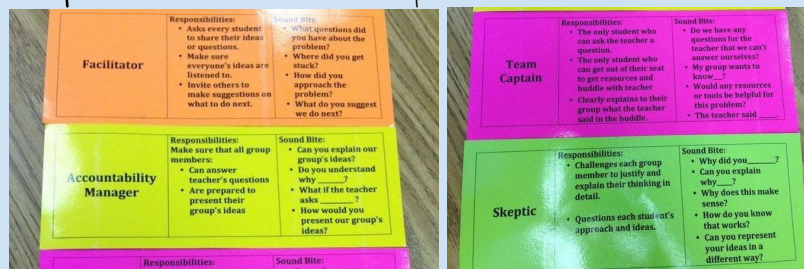 Facilitator
Responsibilities:
• Asks every student
to share their ideas
or questions.
• Make sure
everyone's ideas are
listened to.
• Invite others to
make suggestions on
what to do next.
Sound Bite
• What questions did
you have about the
problem?
• Where did you get
stuck?
• How did you
approach the
problem?
• What do you suggest
we do next?
Accountability
Manager
Responsibilities:
Make sure that all group
members:
• Can answer
teacher's questions
• Are prepared to
present their
group's ideas
Sound Bite:
• Can you explain our
group's ideas?
• Do you understand
why ______?
• What if the teacher
asks ________?
• How would you
present our group's
ideas?
Responsibilities:
Sound Bite:
Team
Captain
Responsibilities:
• The only student who
can ask the teacher a
question.
• The only student who
can get out of their seat
to get resources and
huddle with teacher
• Clearly explains to their
group what the teacher
said in the huddle.
Sound Bite:
• Do we have any
questions for the
teacher that we can't
answer ourselves?
• My group wants to
know___?
• Would any resources
or tools be helpful for
this problem?
• The teacher said _____.
Skeptic
Responsibilities:
• Challenges each group
member to justify and
explain their thinking in
detail.
• Questions each student's
approach and ideas.
Sound Bite:
• Why did you_______?
• Can you explain
why____?
• Why does this make
sense?
• How do you know
that works?
• Can you represent
your ideas in a
different way?